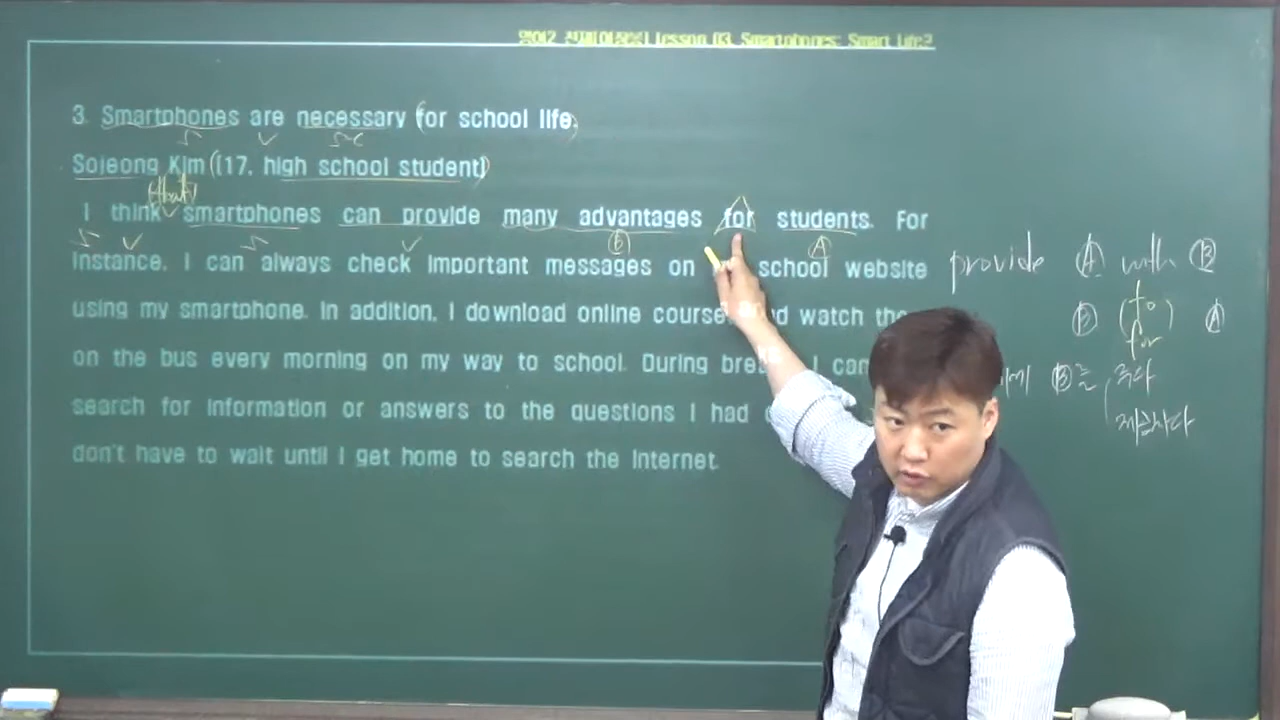 영어2 천재(이창봉) lesson 03. Smartphones: Smart Life?
3. Smartphones are necessary (for school life.)
S V S·C
Sojeong Kim (17, high school student)
(that)
I think smartphones can provide many advantages for students. For
S V S V Ⓑ Ⓐ
instance, I can always check important messages on school website
using my smartphone. In addition, I download online course watch
on the bus every morning on my way to school. During I can
search for information or answers to the questions I had
don't have to wait until I get home to search the Internet.
provide Ⓐ with Ⓑ
Ⓑ (to
for) Ⓐ
에게 Ⓑ를 주다
제공하다